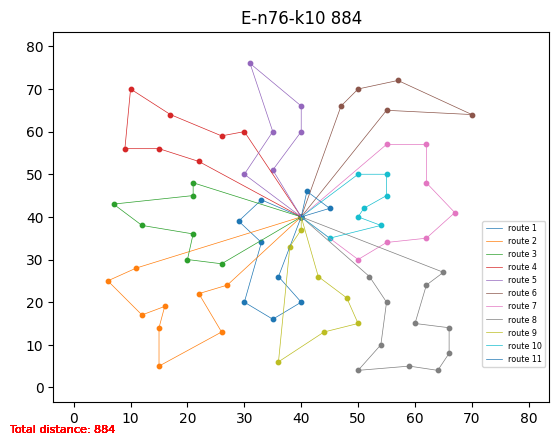 E-n76-k10 884
80
70
60
50
40
30
20
10
0
0 10 20 30 40 50 60 70 80
route 1
route 2
route 3
route 4
route 5
route 6
route 7
route 8
route 9
route 10
route 11
Total distance: 884